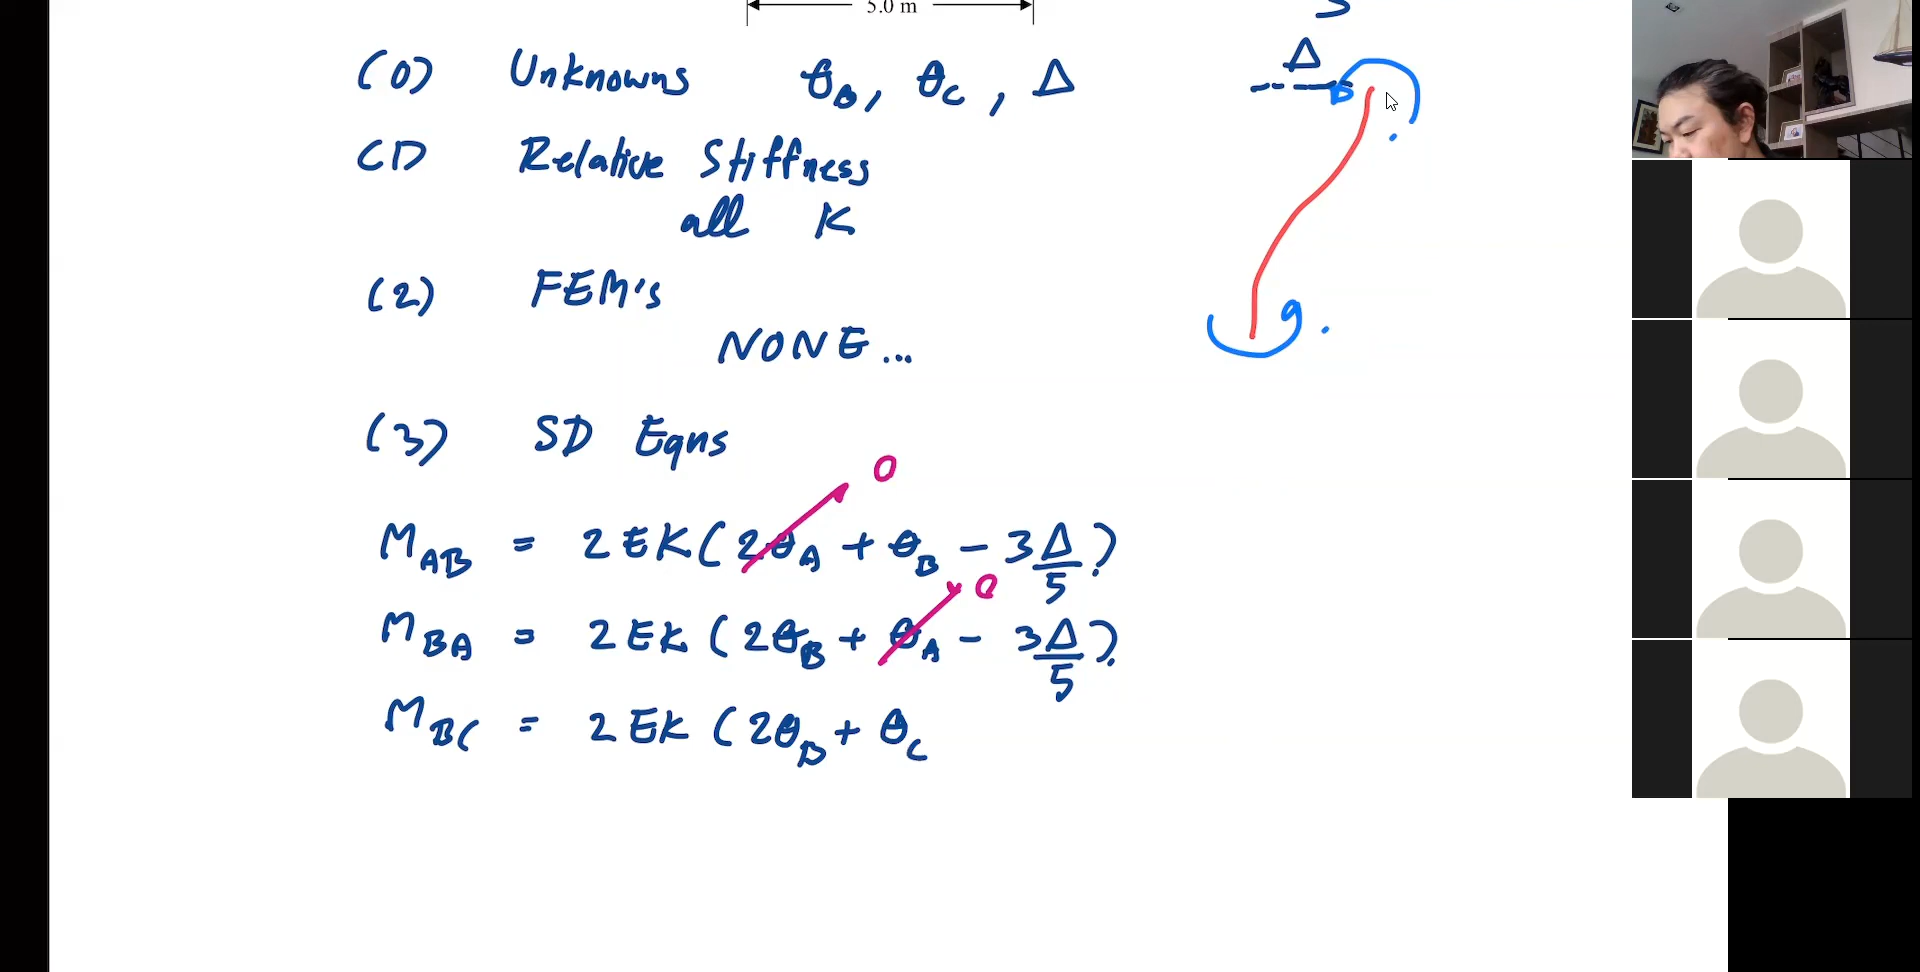 5.0 m
Δ
(0) Unknowns θB, θC, Δ
(1) Relative Stiffness
all K
(2) FEM's
NONE...
(3) SD Eqns
0
MAB = 2EK(2θA + θB - 3Δ/5)
0
MBA = 2EK(2θB + θA - 3Δ/5)
MBC = 2EK(2θB + θC